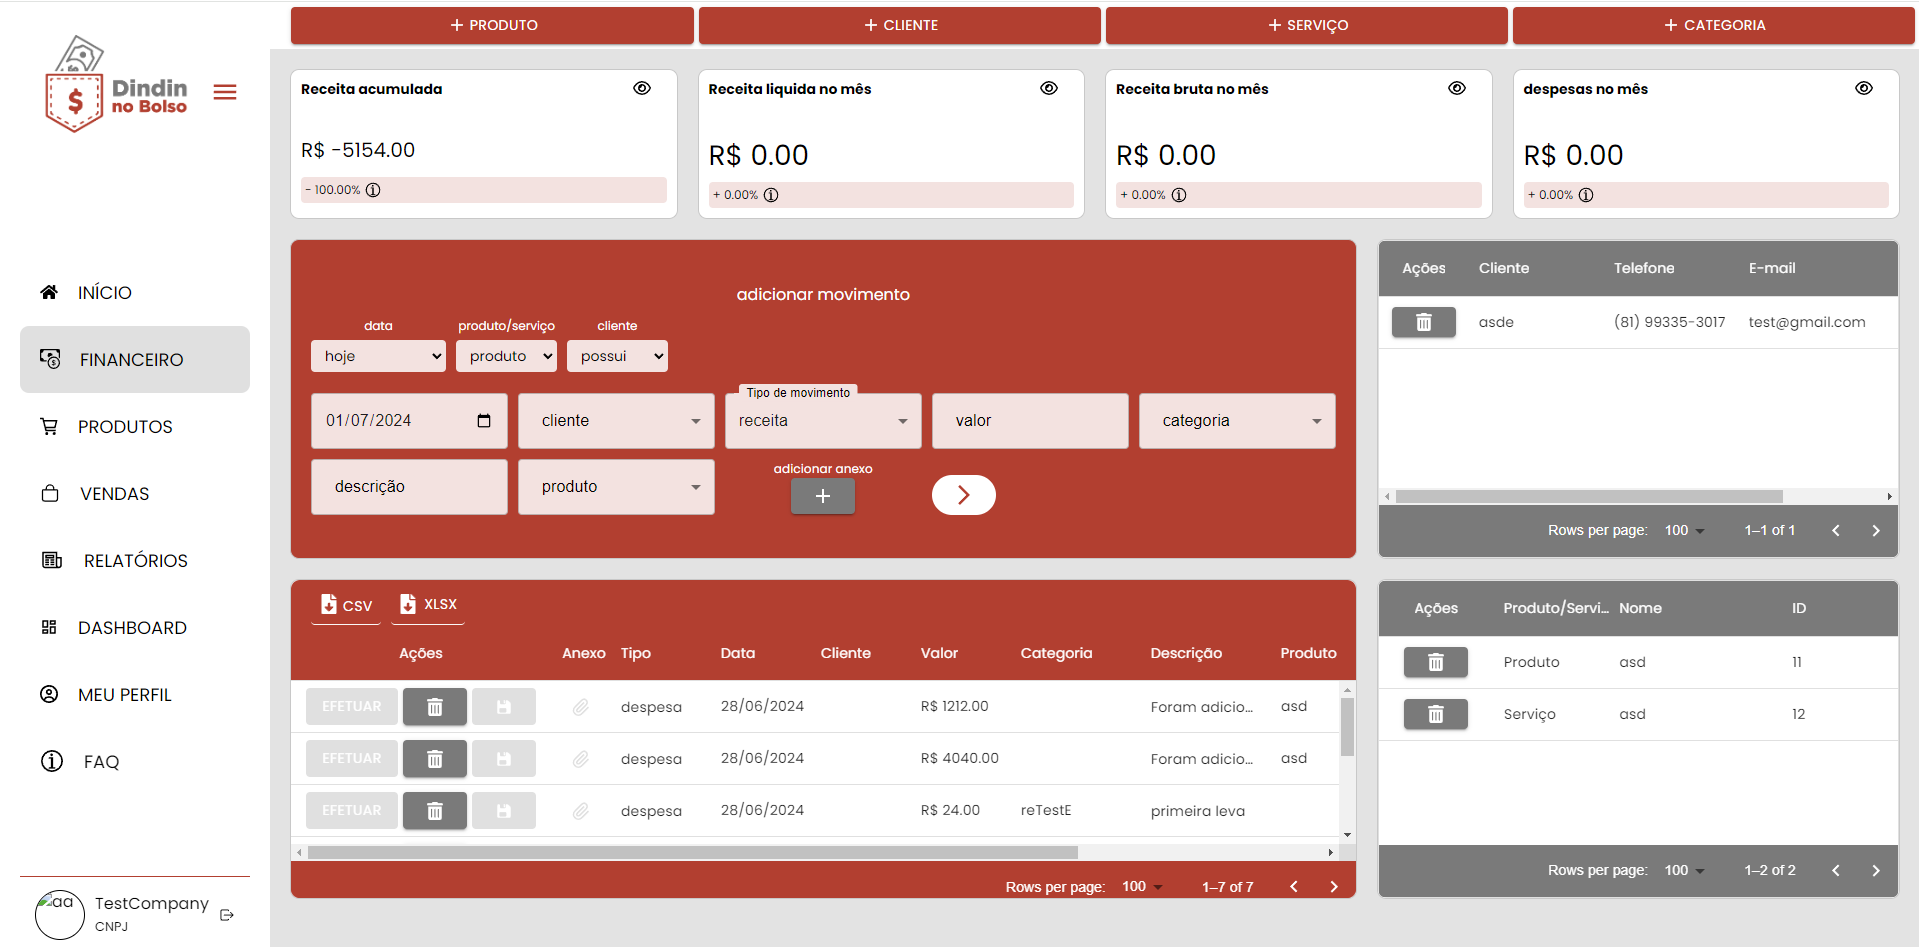 + PRODUTO
+ CLIENTE
+ SERVIÇO
+ CATEGORIA
Dindin
no Bolso
INÍCIO
FINANCEIRO
PRODUTOS
VENDAS
RELATÓRIOS
DASHBOARD
MEU PERFIL
FAQ
aa
TestCompany
CNPJ
Receita acumulada
R$ -5154.00
- 100.00%
Receita liquida no mês
R$ 0.00
+ 0.00%
Receita bruta no mês
R$ 0.00
+ 0.00%
despesas no mês
R$ 0.00
+ 0.00%
adicionar movimento
data produto/serviço cliente
hoje produto possui
Tipo de movimento
01/07/2024 cliente receita valor categoria
adicionar anexo
descrição produto +
Ações Cliente Telefone E-mail
asde (81) 99335-3017 test@gmail.com
Rows per page: 100 1–1 of 1
CSV XLSX
Ações Anexo Tipo Data Cliente Valor Categoria Descrição Produto
EFETUAR despesa 28/06/2024 R$ 1212.00 Foram adicio... asd
EFETUAR despesa 28/06/2024 R$ 4040.00 Foram adicio... asd
EFETUAR despesa 28/06/2024 R$ 24.00 reTestE primeira leva
Rows per page: 100 1–7 of 7
Ações Produto/Servi... Nome ID
Produto asd 11
Serviço asd 12
Rows per page: 100 1–2 of 2